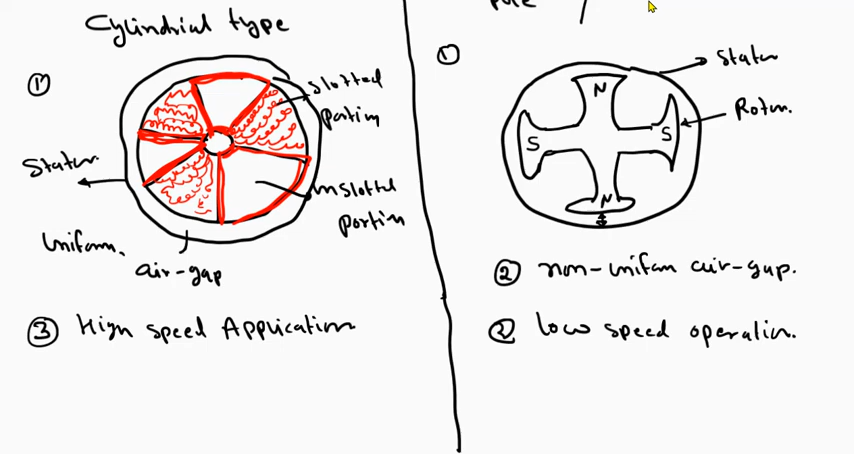 Cylindrial type
①
Slotted
portion
Stator
unslotted
portion
Uniform.
air-gap
③ High speed Application
pole
①
Stator
Rotor.
N
S
S
N
② non-uniform air-gap.
② Low speed operation.